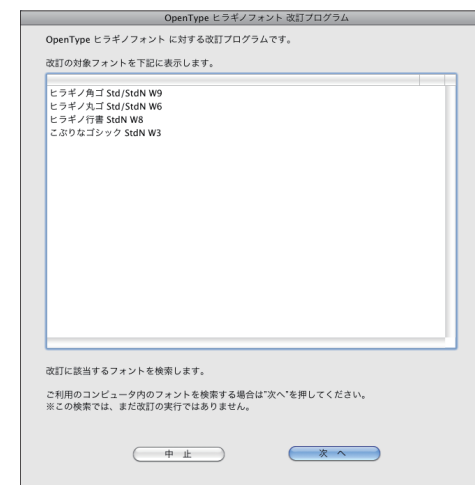 OpenType ヒラギノフォント 改訂プログラム
OpenType ヒラギノフォント に対する改訂プログラムです。
改訂の対象フォントを下記に表示します。
ヒラギノ角ゴ Std/StdN W9
ヒラギノ丸ゴ Std/StdN W6
ヒラギノ行書 StdN W8
こぶりなゴシック StdN W3
改訂に該当するフォントを検索します。
ご利用のコンピュータ内のフォントを検索する場合は"次へ"を押してください。
※この検索では、まだ改訂の実行ではありません。
中 止
次 へ